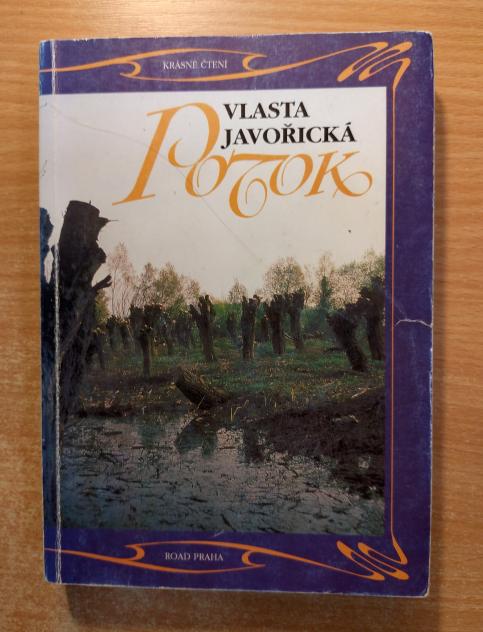 KRÁSNÉ ČTENÍ
VLASTA
JAVOŘICKÁ
POTOK
ROAD PRAHA